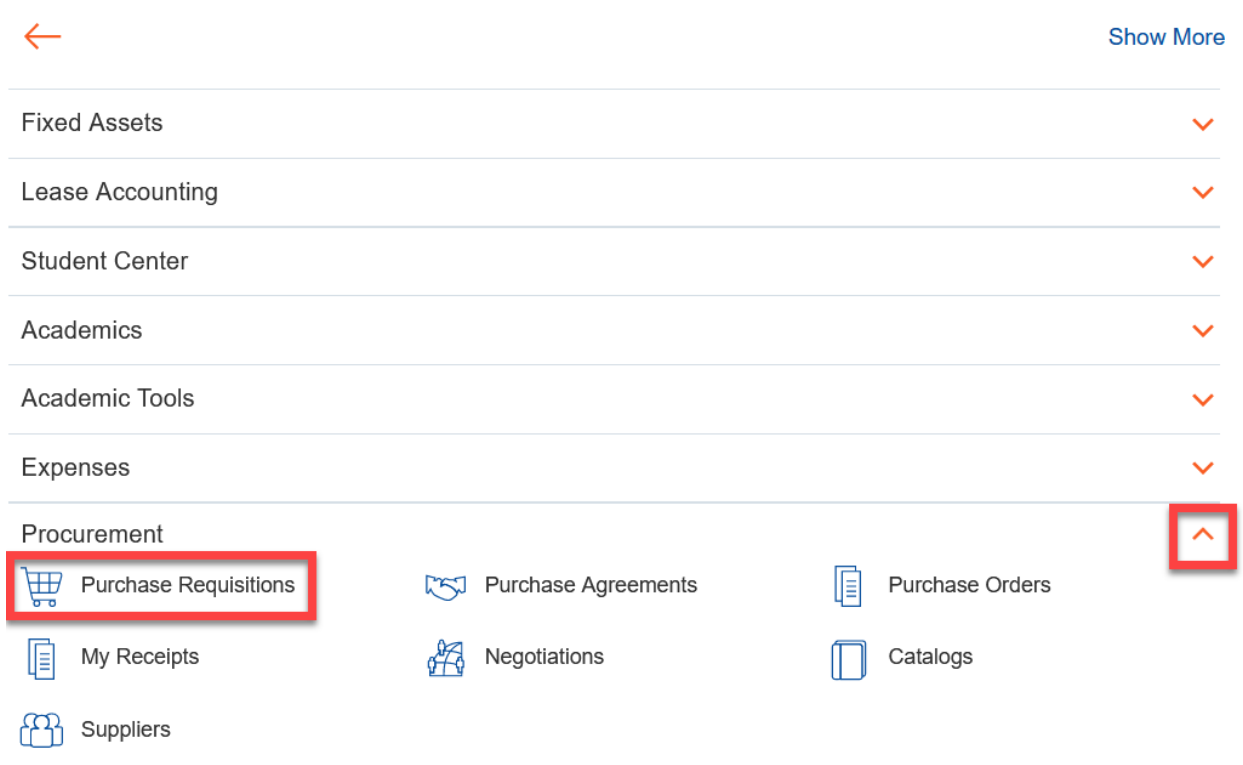 Show More
Fixed Assets
Lease Accounting
Student Center
Academics
Academic Tools
Expenses
Procurement
Purchase Requisitions
Purchase Agreements
Purchase Orders
My Receipts
Negotiations
Catalogs
Suppliers